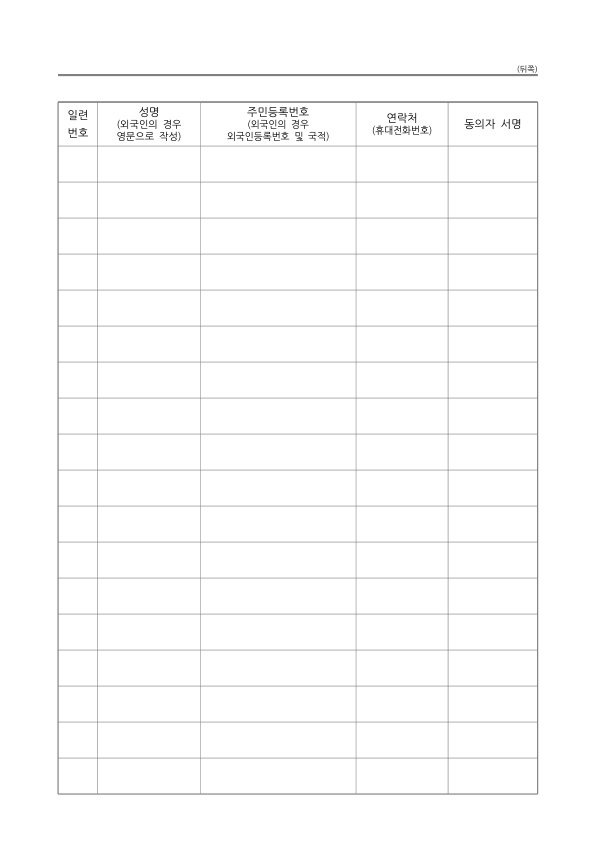 (뒤쪽)
일련
번호
성명
(외국인의 경우
영문으로 작성)
주민등록번호
(외국인의 경우
외국인등록번호 및 국적)
연락처
(휴대전화번호)
동의자 서명